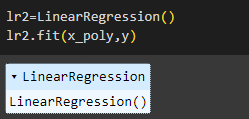 lr2=LinearRegression()
lr2.fit(x_poly,y)
▾ LinearRegression
LinearRegression()